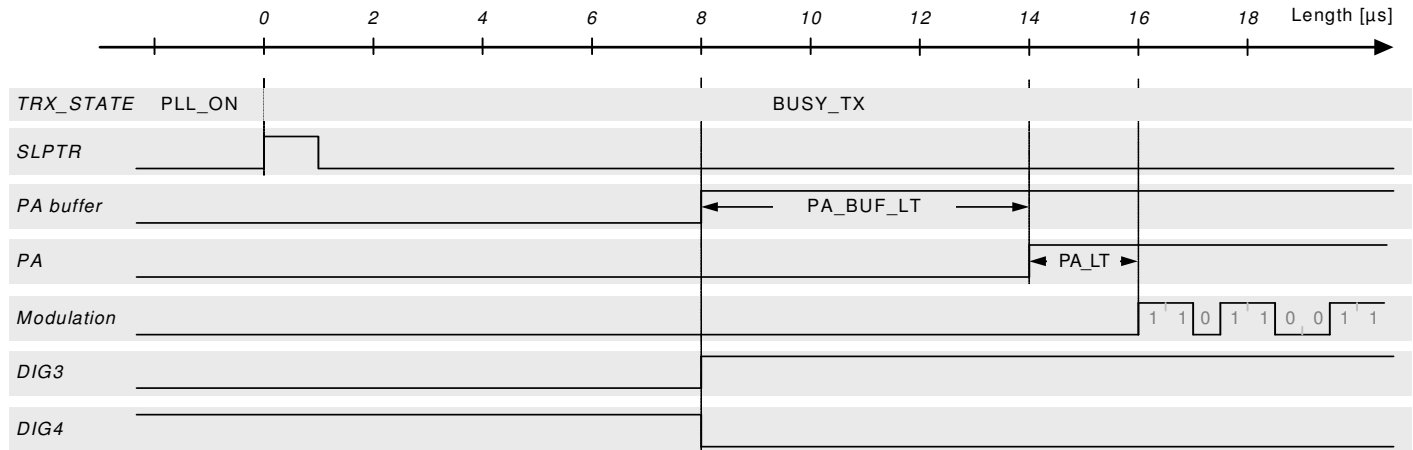 0 2 4 6 8 10 12 14 16 18 Length [µs]
TRX_STATE PLL_ON BUSY_TX
SLPTR
PA buffer PA_BUF_LT
PA PA_LT
Modulation 1 1 0 1 1 0 0 1 1
DIG3
DIG4